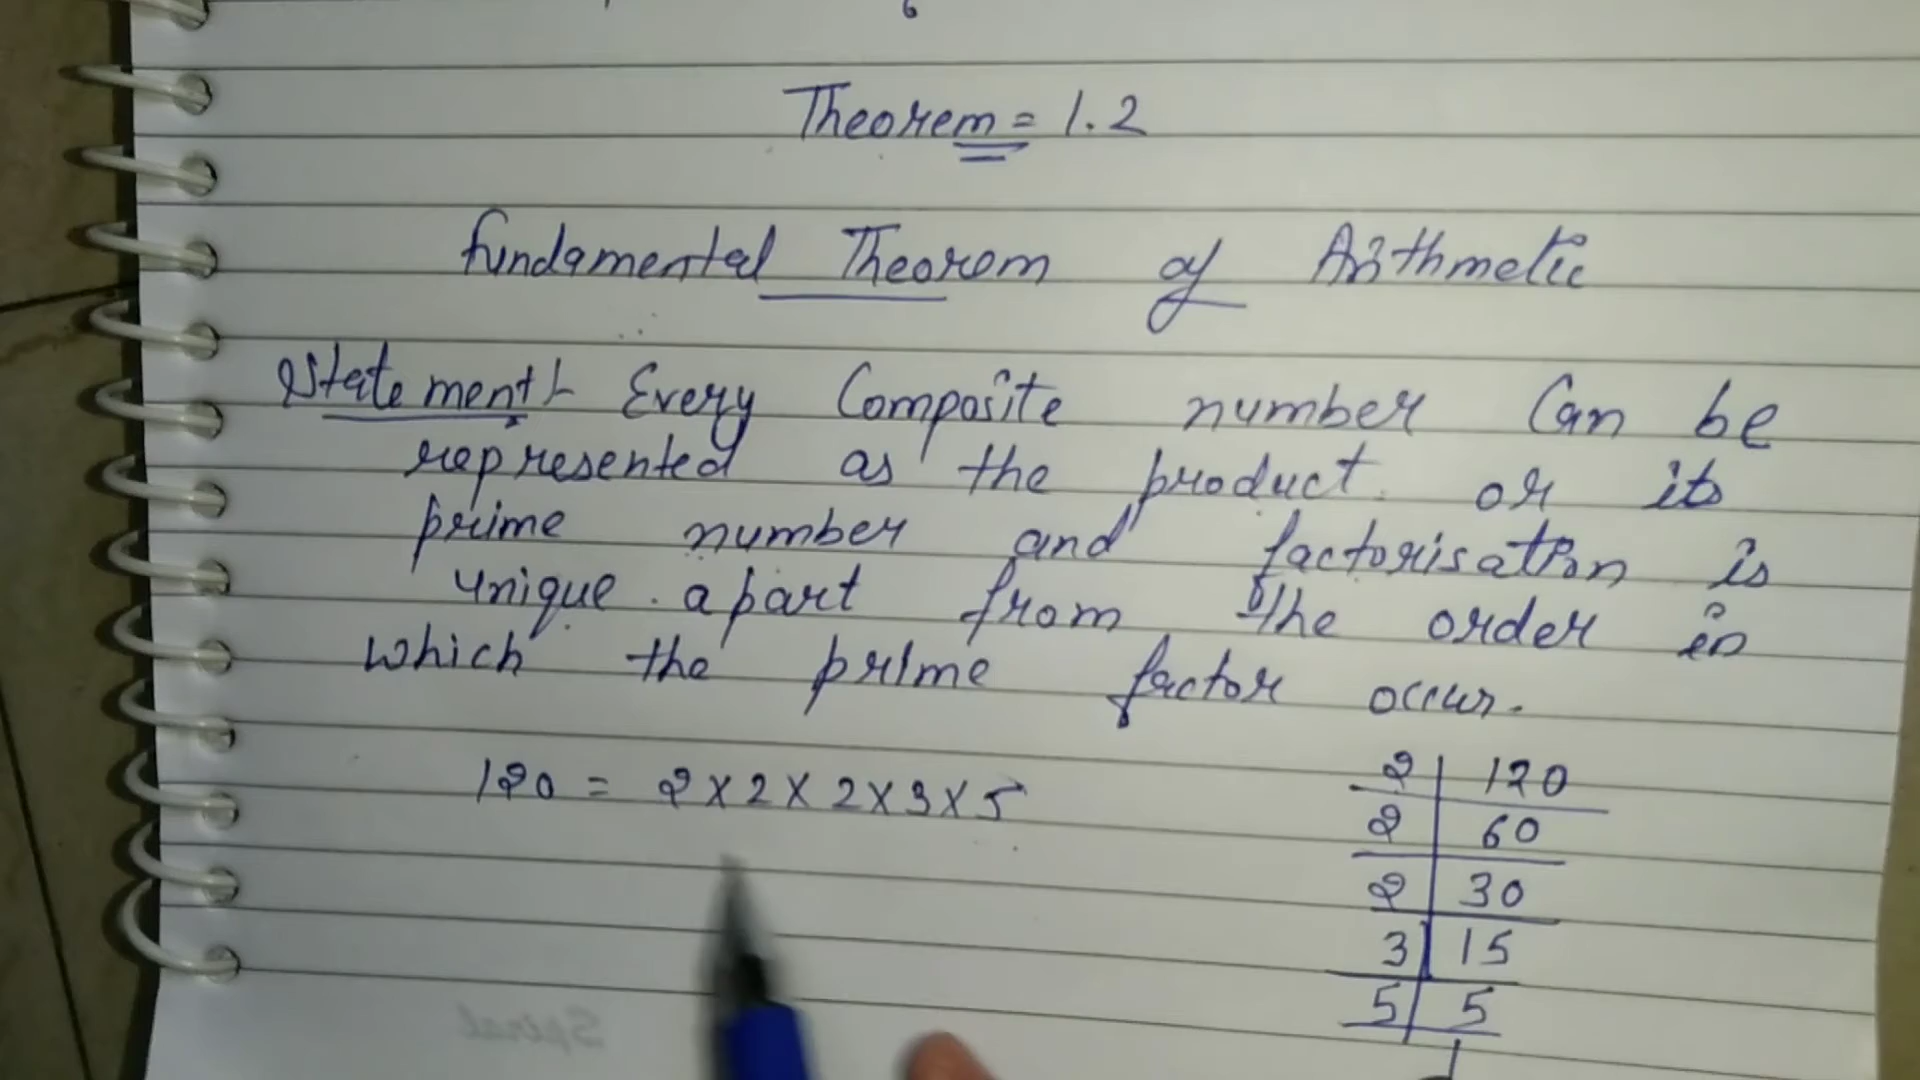 Theorem = 1.2
Fundamental Theorem of Arithmetic
Statement :- Every Composite number Can be
represented as the product or its
prime number and factorisation is
unique. apart from the order in
which the prime factor occur.
120 = 2 x 2 x 2 x 3 x 5
2 | 120
2 | 60
2 | 30
3 | 15
5 | 5
1